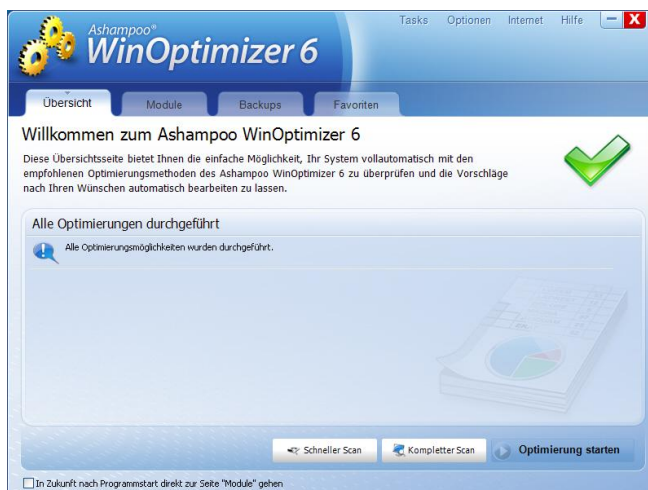 Tasks Optionen Internet Hilfe
Ashampoo®
WinOptimizer 6
Übersicht Module Backups Favoriten
Willkommen zum Ashampoo WinOptimizer 6
Diese Übersichtsseite bietet Ihnen die einfache Möglichkeit, Ihr System vollautomatisch mit den
empfohlenen Optimierungsmethoden des Ashampoo WinOptimizer 6 zu überprüfen und die Vorschläge
nach Ihren Wünschen automatisch bearbeiten zu lassen.
Alle Optimierungen durchgeführt
Alle Optimierungsmöglichkeiten wurden durchgeführt.
Schneller Scan Kompletter Scan Optimierung starten
In Zukunft nach Programmstart direkt zur Seite "Module" gehen